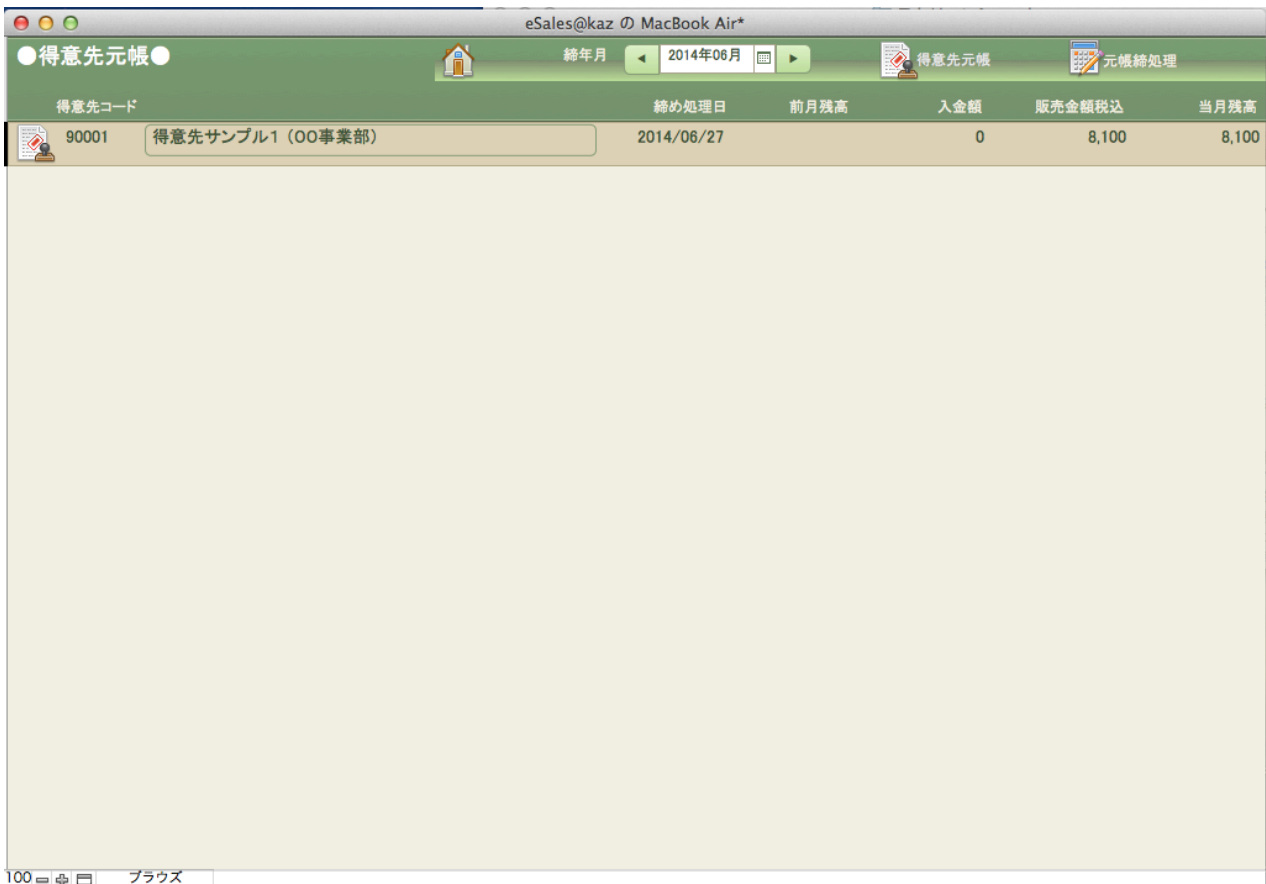 eSales@kaz の MacBook Air*
●得意先元帳● 締年月 2014年06月 得意先元帳 元帳締処理
得意先コード 締め処理日 前月残高 入金額 販売金額税込 当月残高
90001 得意先サンプル1（OO事業部） 2014/06/27 0 8,100 8,100
100 ブラウズ